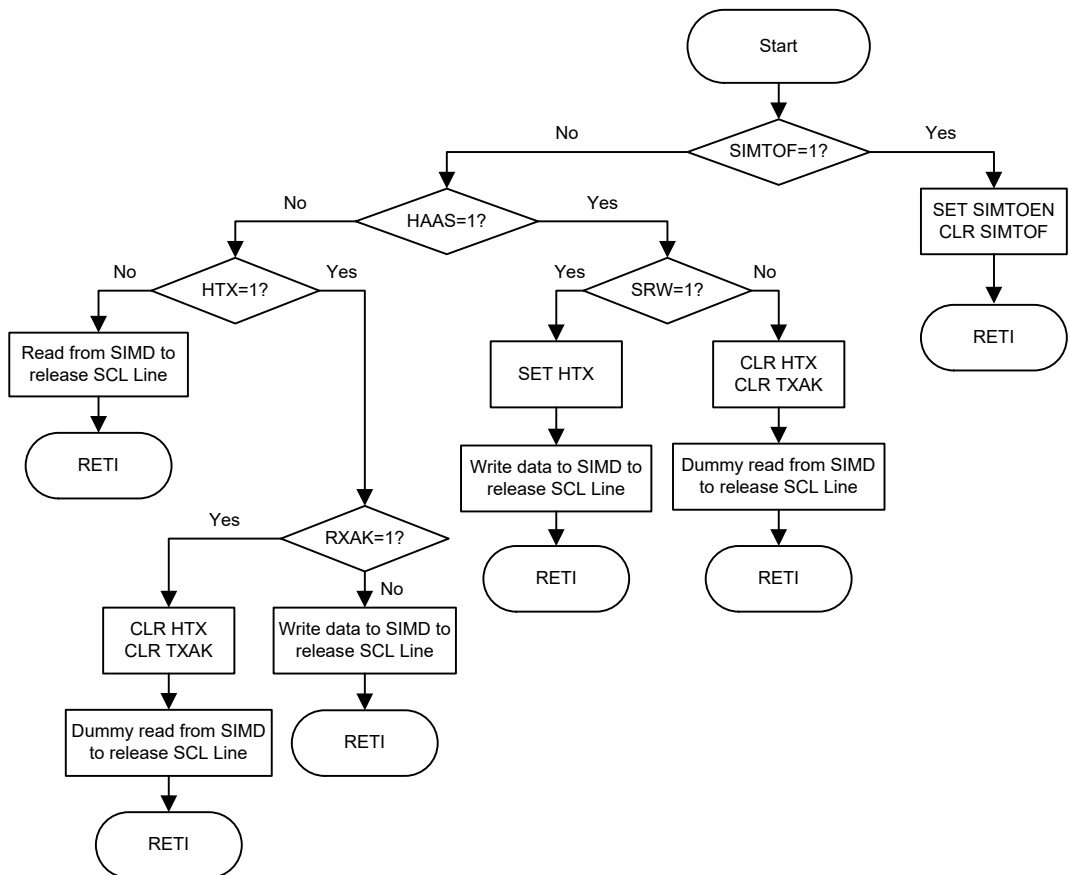 Start
No
Yes
SIMTOF=1?
SET SIMTOEN
CLR SIMTOF
No
Yes
HAAS=1?
RETI
No
Yes
HTX=1?
Yes
No
SRW=1?
Read from SIMD to
release SCL Line
SET HTX
CLR HTX
CLR TXAK
RETI
Write data to SIMD to
release SCL Line
Dummy read from SIMD
to release SCL Line
Yes
RXAK=1?
No
RETI
RETI
CLR HTX
CLR TXAK
Write data to SIMD to
release SCL Line
Dummy read from SIMD
to release SCL Line
RETI
RETI